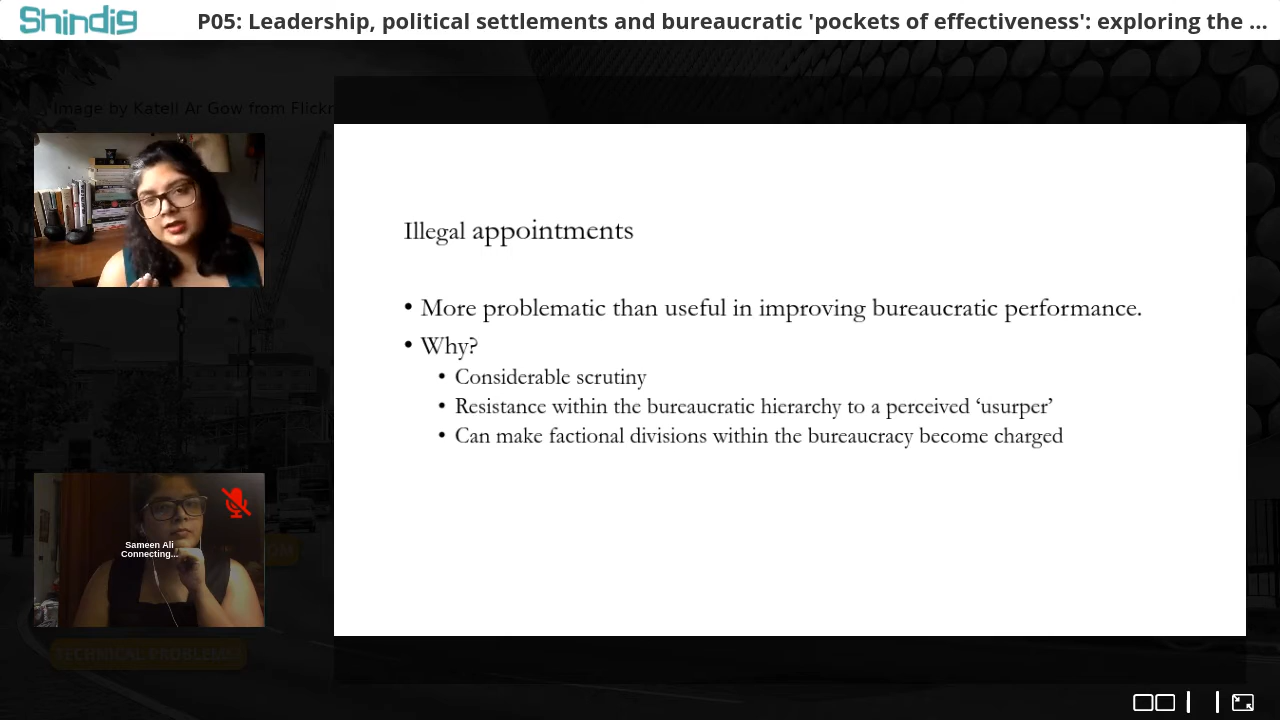 Shindig
P05: Leadership, political settlements and bureaucratic 'pockets of effectiveness': exploring the ...
Image by Katell Ar Gow from Flickr
Illegal appointments
• More problematic than useful in improving bureaucratic performance.
• Why?
• Considerable scrutiny
• Resistance within the bureaucratic hierarchy to a perceived ‘usurper’
• Can make factional divisions within the bureaucracy become charged
Sameen Ali
Connecting...
TECHNICAL PROBLEMS